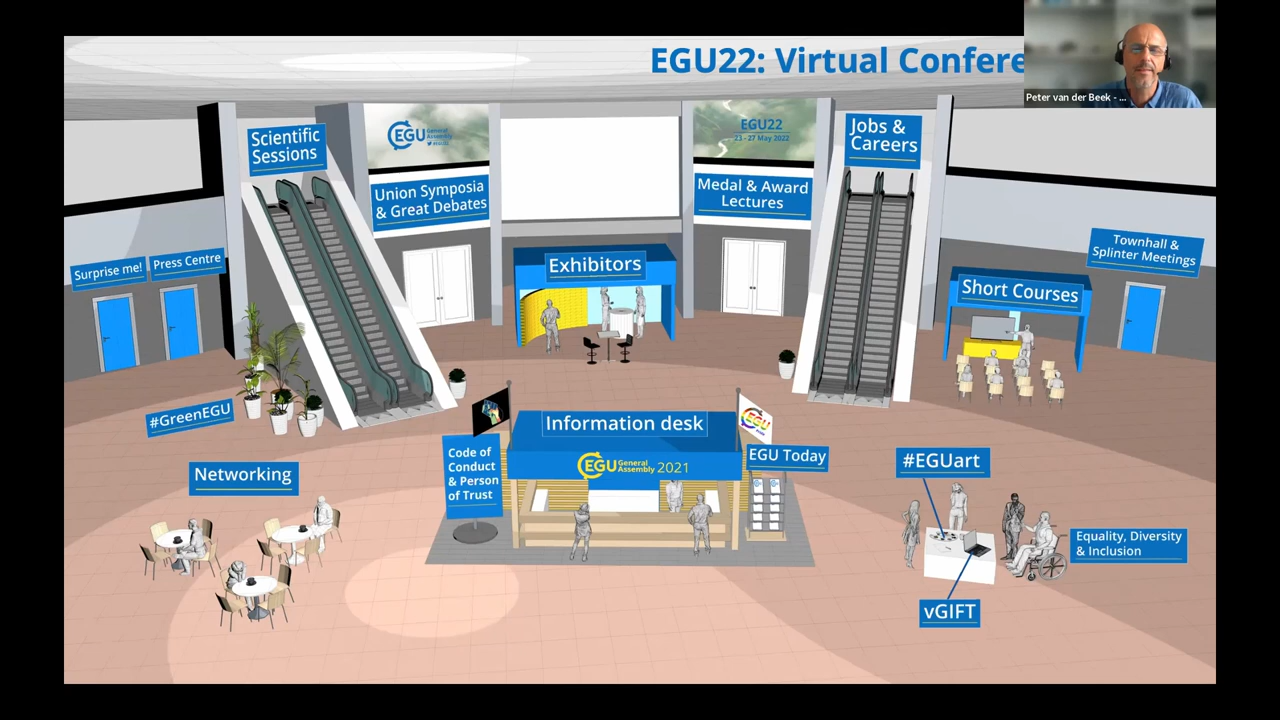 EGU22: Virtual Confere
Peter van der Beek - ...
Scientific
Sessions
EGU General
Assembly
EGU22
23 - 27 May 2022
Jobs &
Careers
Union Symposia
& Great Debates
Medal & Award
Lectures
Surprise me!
Press Centre
Exhibitors
Short Courses
Townhall &
Splinter Meetings
#GreenEGU
Information desk
EGU General
Assembly 2021
EGU
Code of
Conduct
& Person
of Trust
EGU Today
Networking
#EGUart
Equality, Diversity
& Inclusion
vGIFT